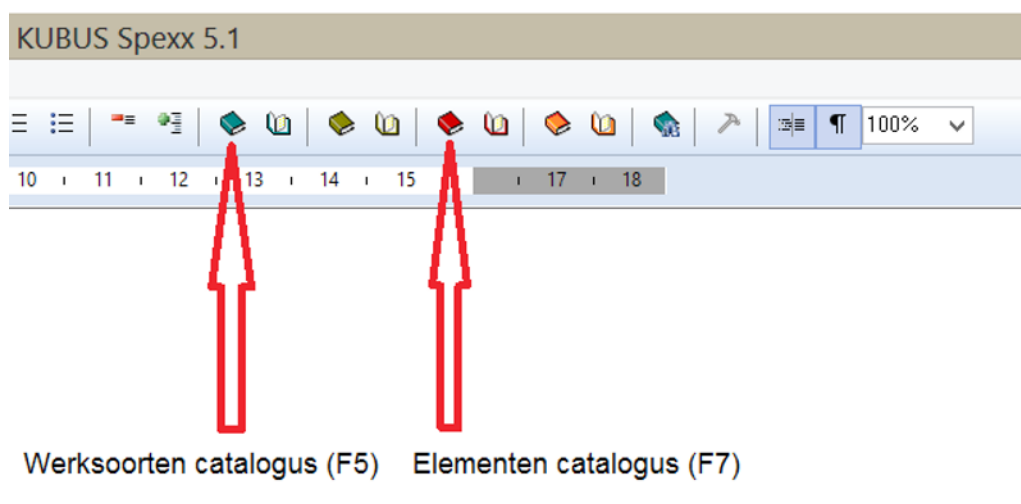 KUBUS Spexx 5.1
¶ 100%
10 11 12 13 14 15 17 18
Werksoorten catalogus (F5) Elementen catalogus (F7)